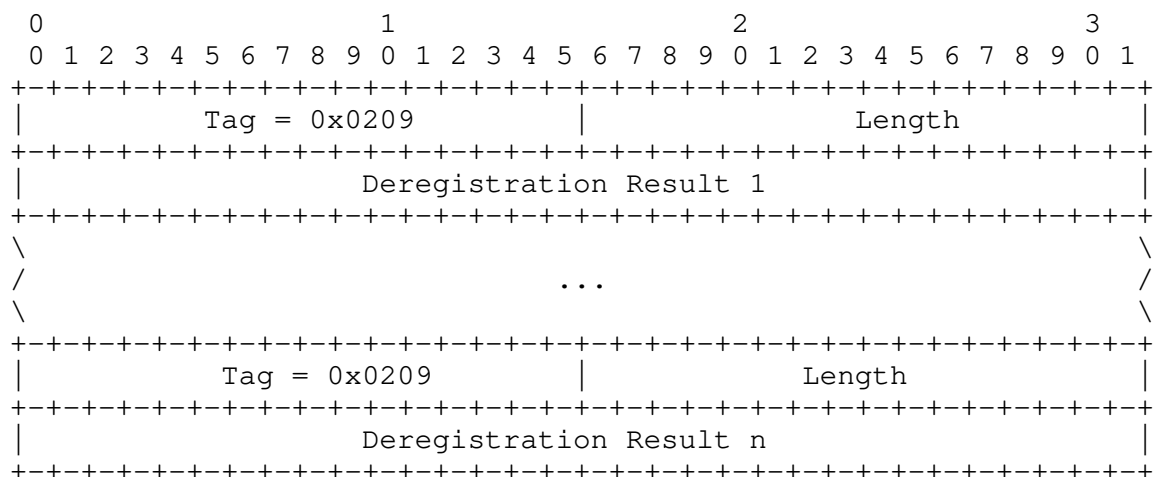 0                   1                   2                   3
 0 1 2 3 4 5 6 7 8 9 0 1 2 3 4 5 6 7 8 9 0 1 2 3 4 5 6 7 8 9 0 1
+-+-+-+-+-+-+-+-+-+-+-+-+-+-+-+-+-+-+-+-+-+-+-+-+-+-+-+-+-+-+-+-+
|          Tag = 0x0209         |               Length          |
+-+-+-+-+-+-+-+-+-+-+-+-+-+-+-+-+-+-+-+-+-+-+-+-+-+-+-+-+-+-+-+-+
|                   Deregistration Result 1                     |
+-+-+-+-+-+-+-+-+-+-+-+-+-+-+-+-+-+-+-+-+-+-+-+-+-+-+-+-+-+-+-+-+
\                                                               \
/                              ...                              /
\                                                               \
+-+-+-+-+-+-+-+-+-+-+-+-+-+-+-+-+-+-+-+-+-+-+-+-+-+-+-+-+-+-+-+-+
|           Tag = 0x0209        |            Length             |
+-+-+-+-+-+-+-+-+-+-+-+-+-+-+-+-+-+-+-+-+-+-+-+-+-+-+-+-+-+-+-+-+
|                   Deregistration Result n                     |
+-+-+-+-+-+-+-+-+-+-+-+-+-+-+-+-+-+-+-+-+-+-+-+-+-+-+-+-+-+-+-+-+